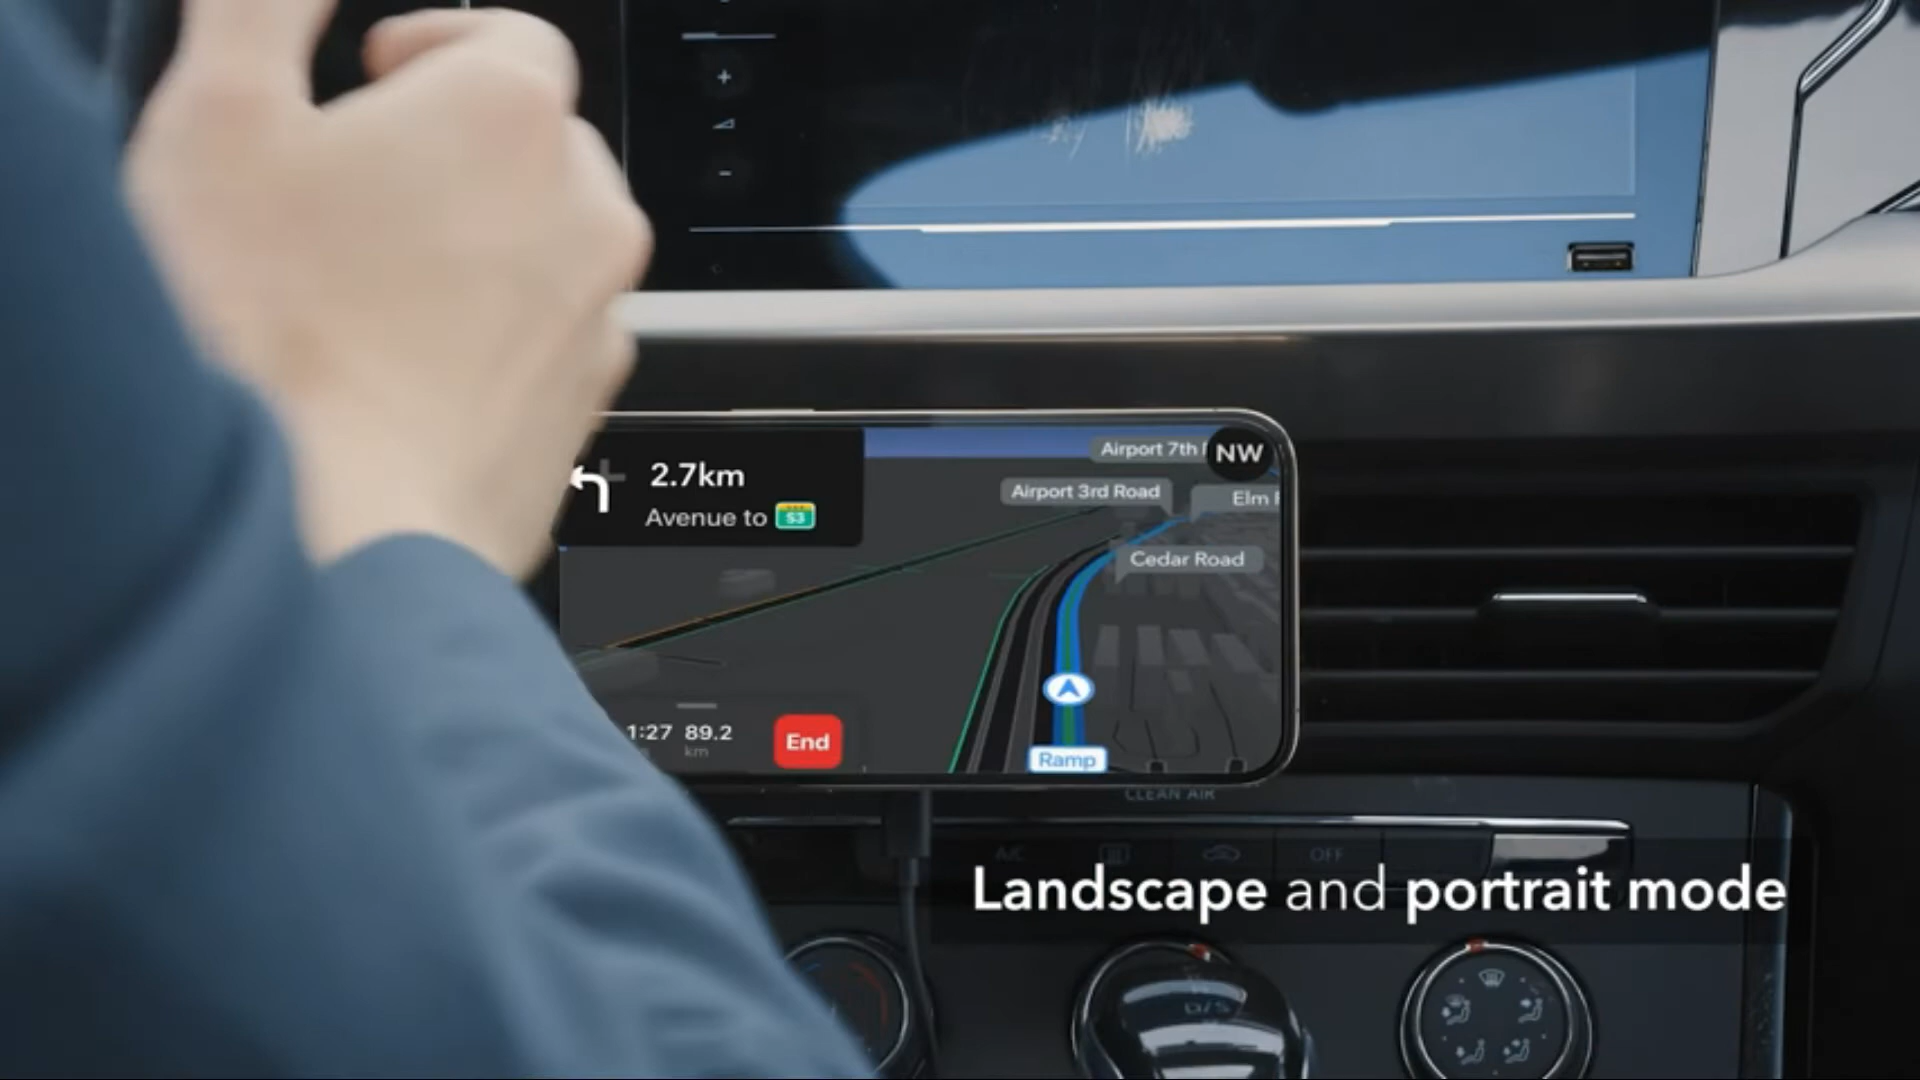 +
-
Airport 7th
NW
2.7km
Airport 3rd Road
Elm
Avenue to S3
Cedar Road
1:27 89.2
km
End
Ramp
CLEAN AIR
A/C
OFF
Landscape and portrait mode
D/S